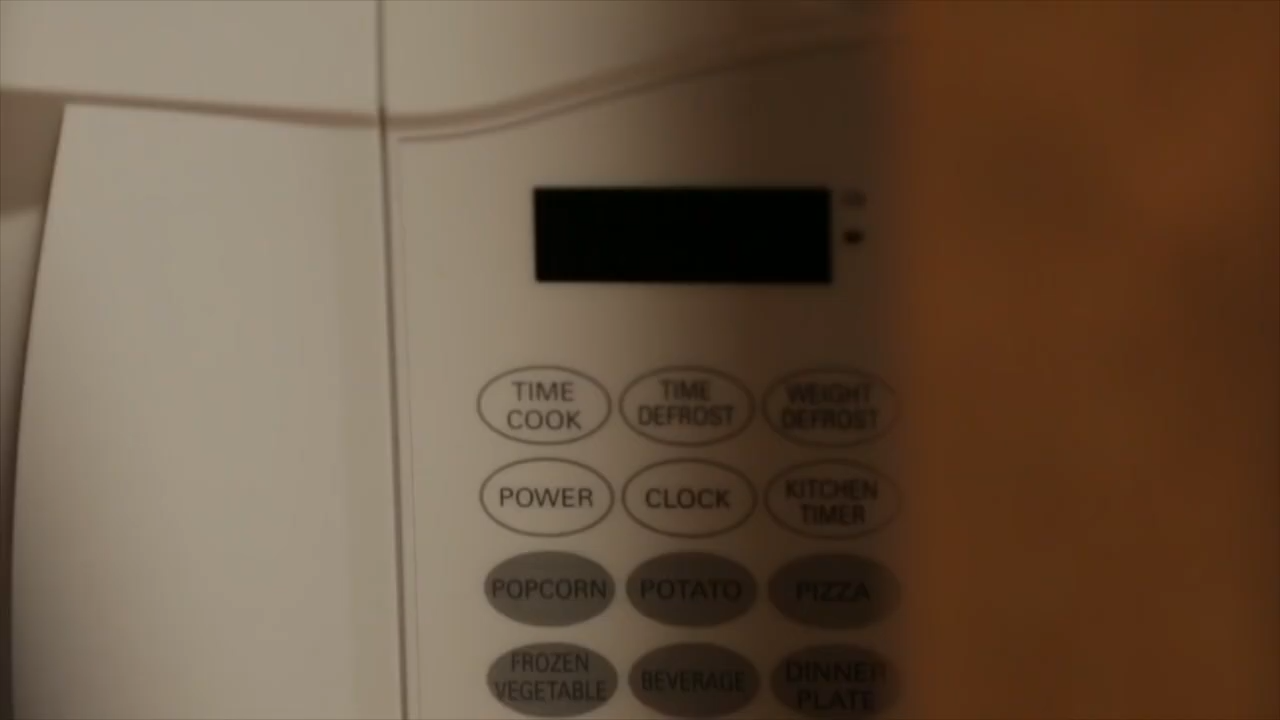 TIME
COOK
TIME
DEFROST
WEIGHT
DEFROST
POWER
CLOCK
KITCHEN
TIMER
POPCORN
POTATO
PIZZA
FROZEN
VEGETABLE
BEVERAGE
DINNER
PLATE